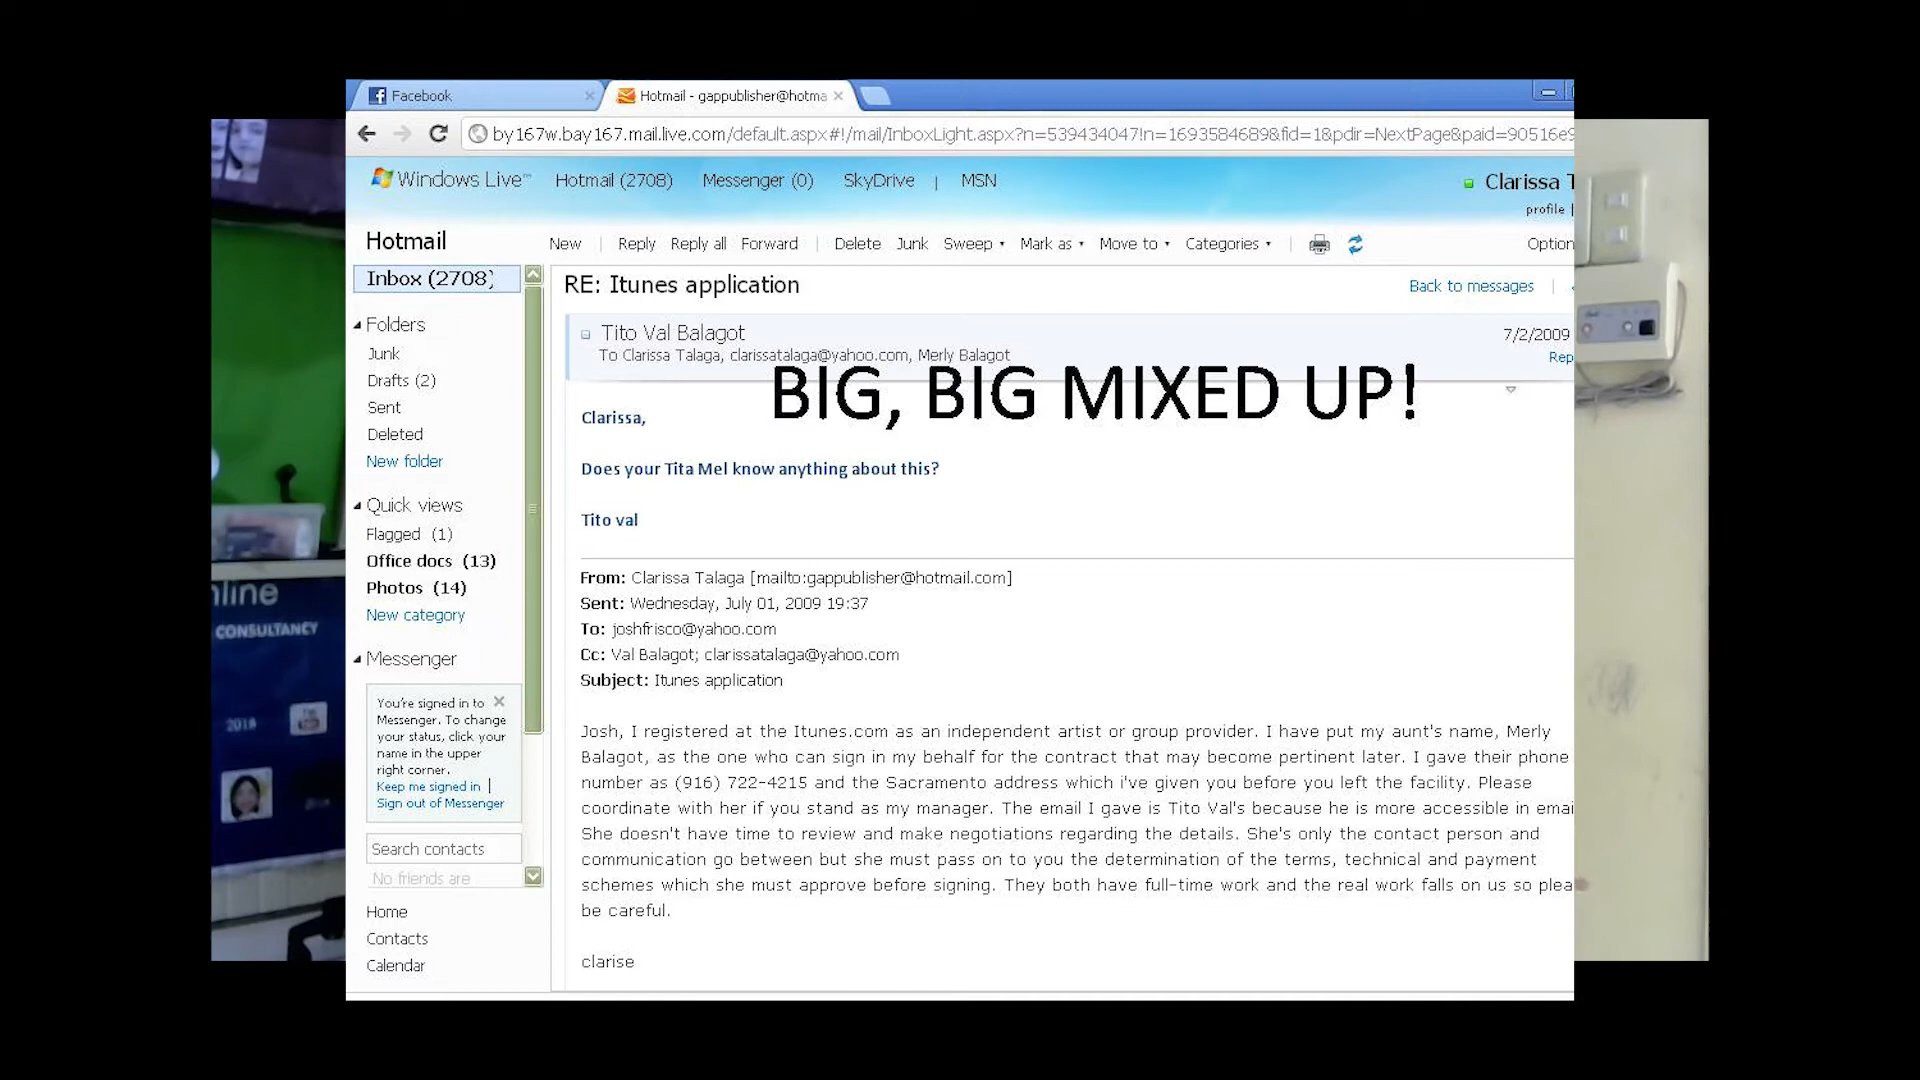 Facebook
Hotmail - gappublisher@hotma
by167w.bay167.mail.live.com/default.aspx#!/mail/InboxLight.aspx?n=539434047!n=1693584689&fid=1&pdir=NextPage&paid=90516e9
Windows Live™ Hotmail (2708) Messenger (0) SkyDrive | MSN
Clarissa T
profile |
Hotmail
New | Reply Reply all Forward | Delete Junk Sweep Mark as Move to Categories | Option
Inbox (2708)
Folders
Junk
Drafts (2)
Sent
Deleted
New folder
Quick views
Flagged (1)
Office docs (13)
Photos (14)
New category
Messenger
You're signed in to
Messenger. To change
your status, click your
name in the upper
right corner.
Keep me signed in |
Sign out of Messenger
Search contacts
No friends are
Home
Contacts
Calendar
RE: Itunes application
Back to messages |
Tito Val Balagot
7/2/2009
To Clarissa Talaga, clarissatalaga@yahoo.com, Merly Balagot
Rep
BIG, BIG MIXED UP!
Clarissa,
Does your Tita Mel know anything about this?
Tito val
From: Clarissa Talaga [mailto:gappublisher@hotmail.com]
Sent: Wednesday, July 01, 2009 19:37
To: joshfrisco@yahoo.com
Cc: Val Balagot; clarissatalaga@yahoo.com
Subject: Itunes application
Josh, I registered at the Itunes.com as an independent artist or group provider. I have put my aunt's name, Merly
Balagot, as the one who can sign in my behalf for the contract that may become pertinent later. I gave their phone
number as (916) 722-4215 and the Sacramento address which i've given you before you left the facility. Please
coordinate with her if you stand as my manager. The email I gave is Tito Val's because he is more accessible in emai
She doesn't have time to review and make negotiations regarding the details. She's only the contact person and
communication go between but she must pass on to you the determination of the terms, technical and payment
schemes which she must approve before signing. They both have full-time work and the real work falls on us so plea
be careful.
clarise
nline
CONSULTANCY